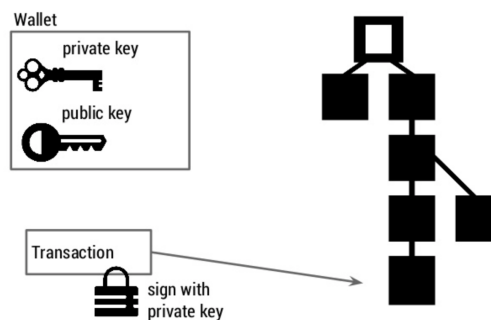 Wallet
private key
public key
Transaction
sign with
private key